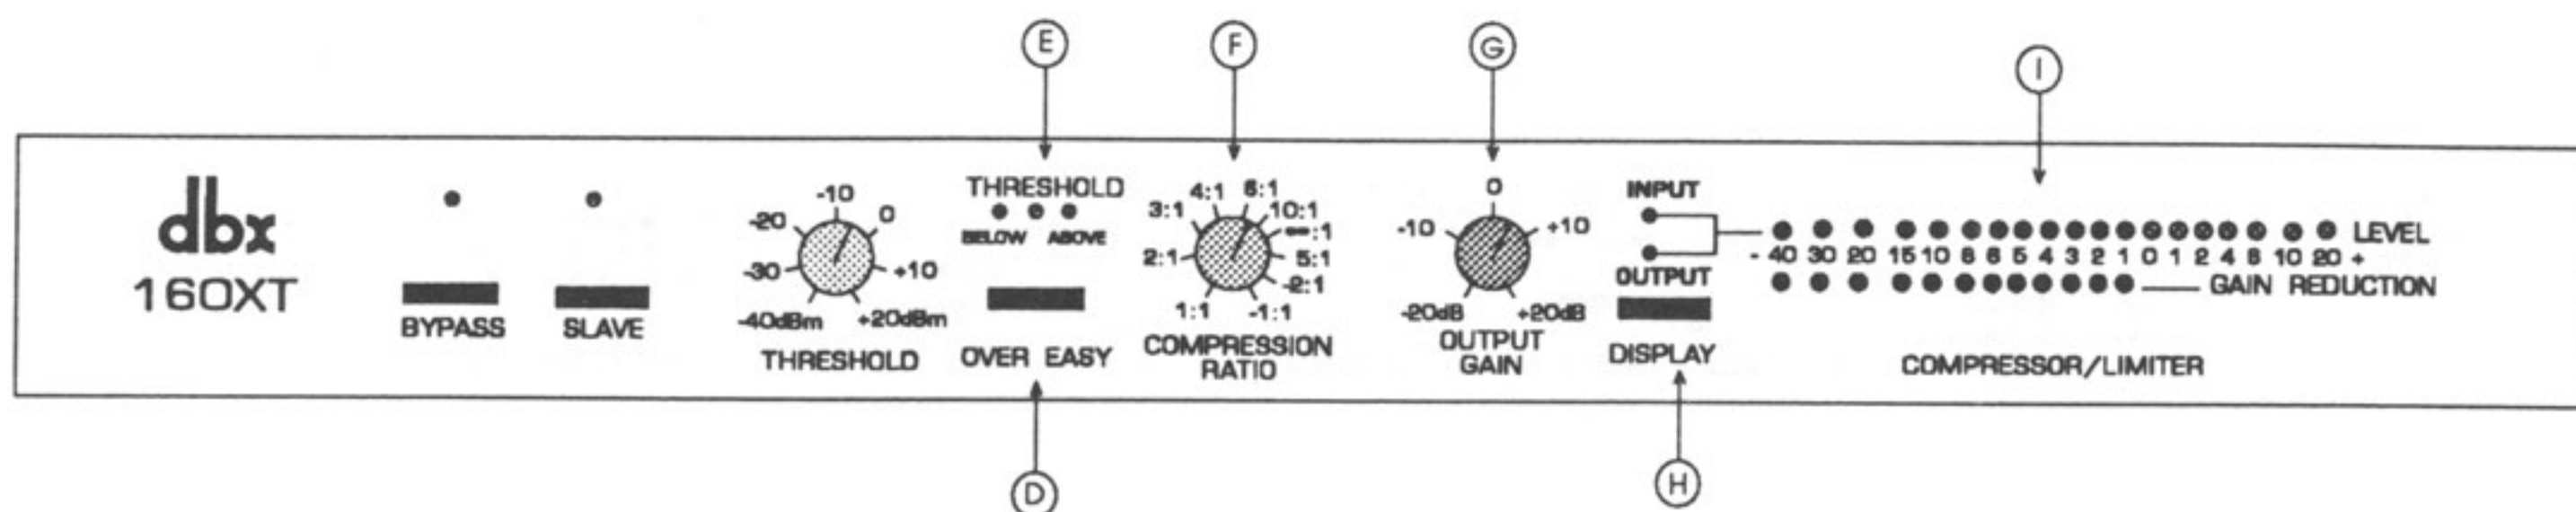 E F G I
dbx
160XT
BYPASS
SLAVE
-40dBm -30 -20 -10 0 +10 +20dBm
THRESHOLD
THRESHOLD
BELOW ABOVE
OVER EASY
1:1 2:1 3:1 4:1 6:1 10:1 ∞:1 5:1 -2:1 -1:1
COMPRESSION
RATIO
-20dB -10 0 +10 +20dB
OUTPUT
GAIN
INPUT
OUTPUT
DISPLAY
LEVEL
- 40 30 20 15 10 8 6 5 4 3 2 1 0 1 2 4 6 10 20 +
GAIN REDUCTION
COMPRESSOR/LIMITER
D H